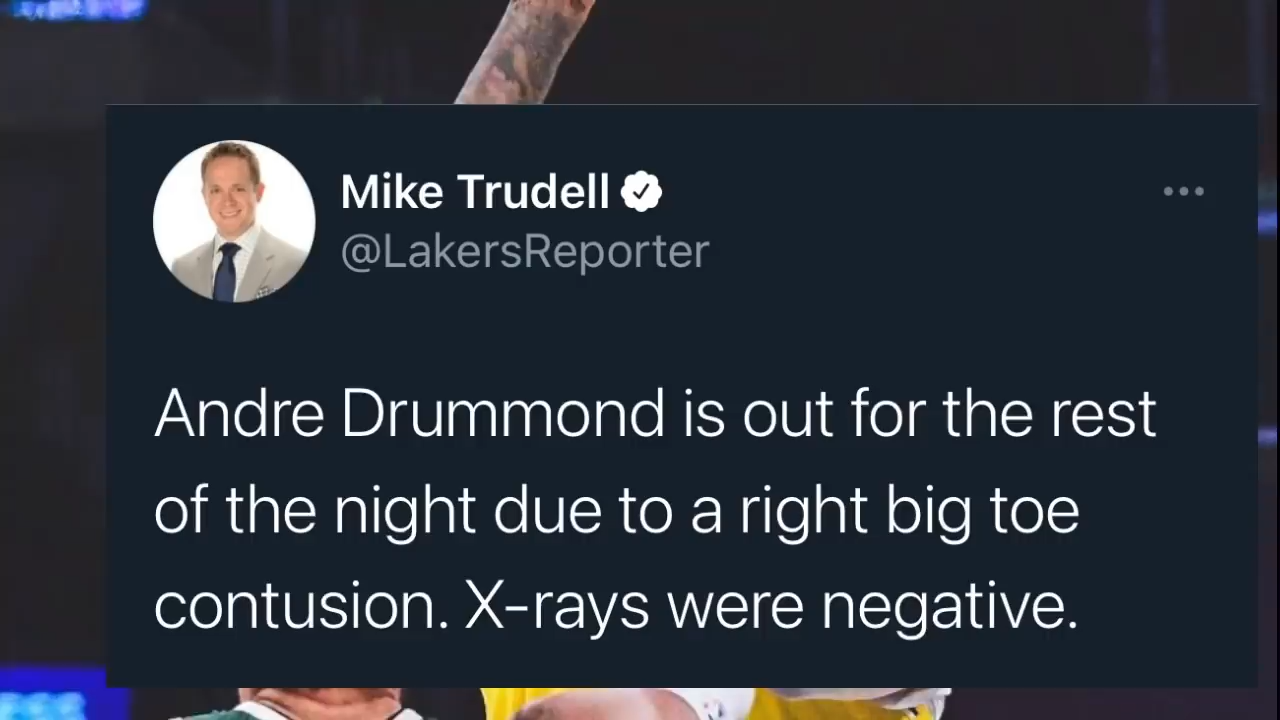 Mike Trudell
@LakersReporter
Andre Drummond is out for the rest
of the night due to a right big toe
contusion. X-rays were negative.